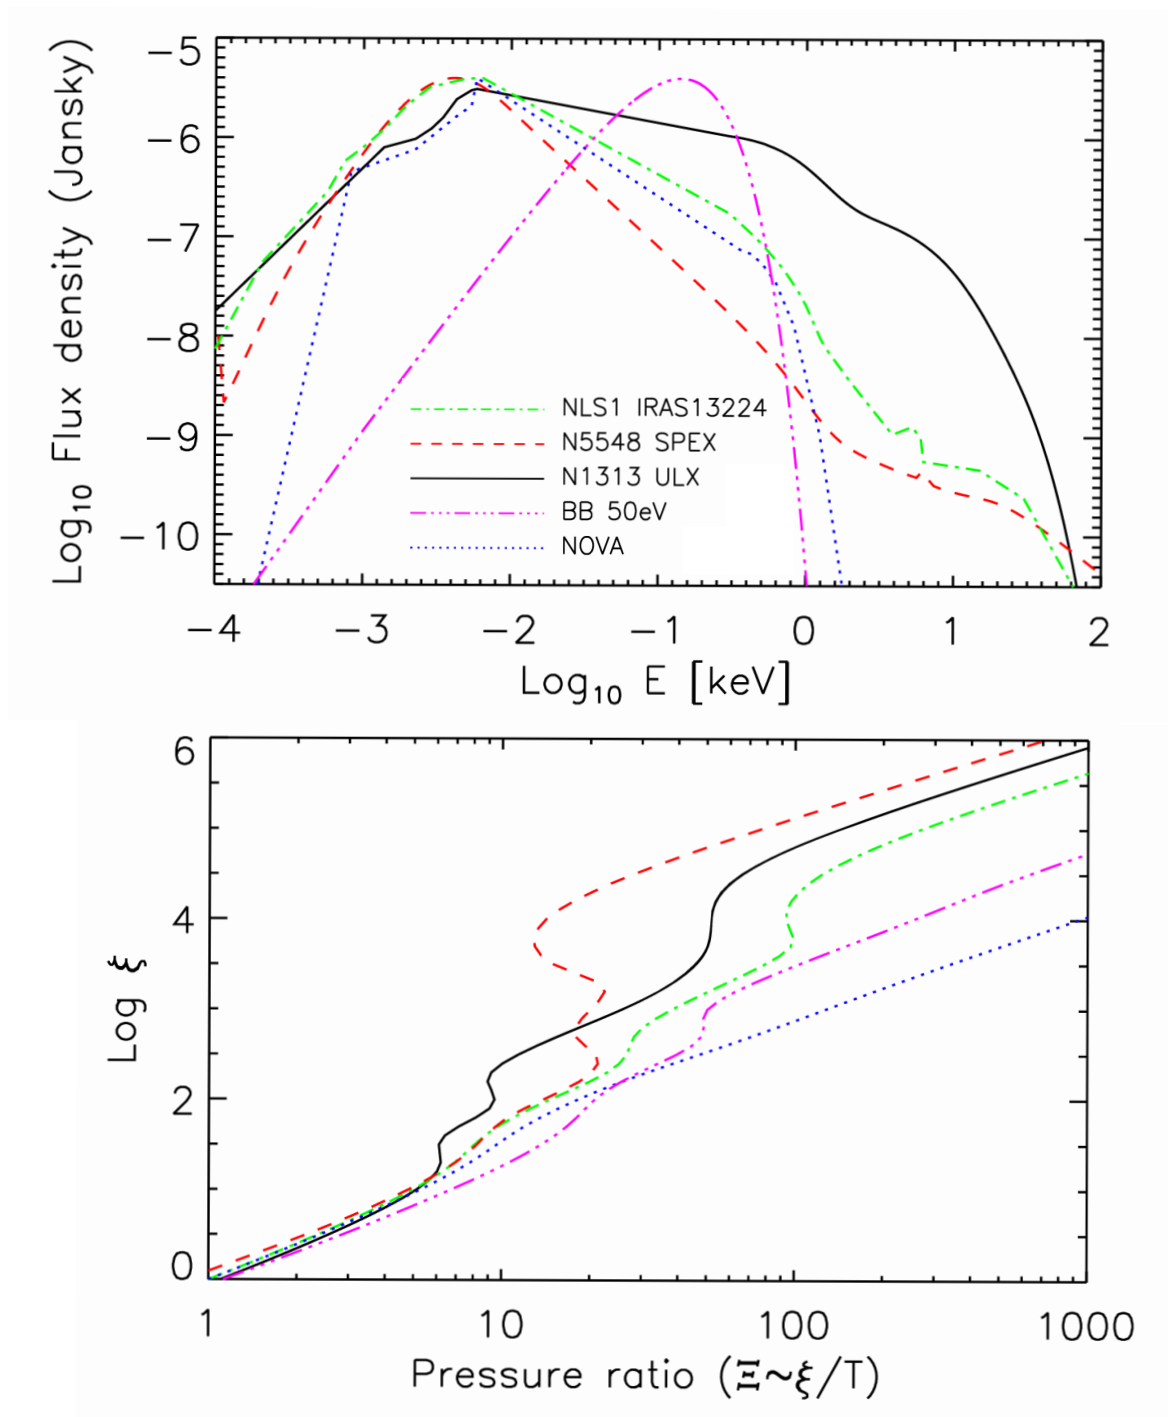 Log₁₀ Flux density (Jansky)
−5
−6
−7
−8
−9
−10
NLS1 IRAS13224
N5548 SPEX
N1313 ULX
BB 50eV
NOVA
−4 −3 −2 −1 0 1 2
Log₁₀ E [keV]
Log ξ
6
4
2
0
1 10 100 1000
Pressure ratio (Ξ~ξ/T)